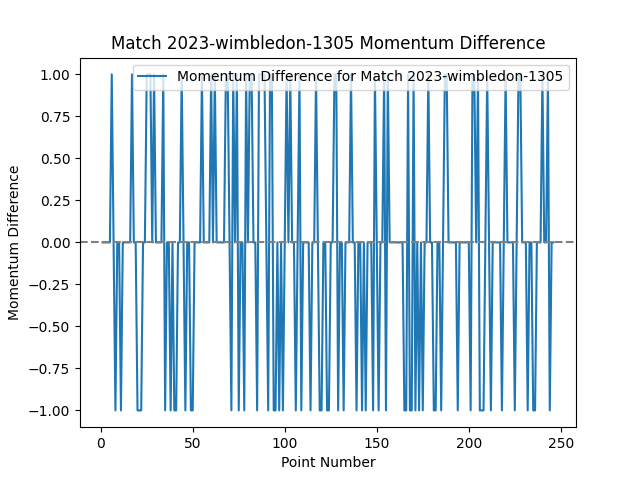 Match 2023-wimbledon-1305 Momentum Difference
Momentum Difference for Match 2023-wimbledon-1305
Momentum Difference
1.00
0.75
0.50
0.25
0.00
−0.25
−0.50
−0.75
−1.00
0 50 100 150 200 250
Point Number